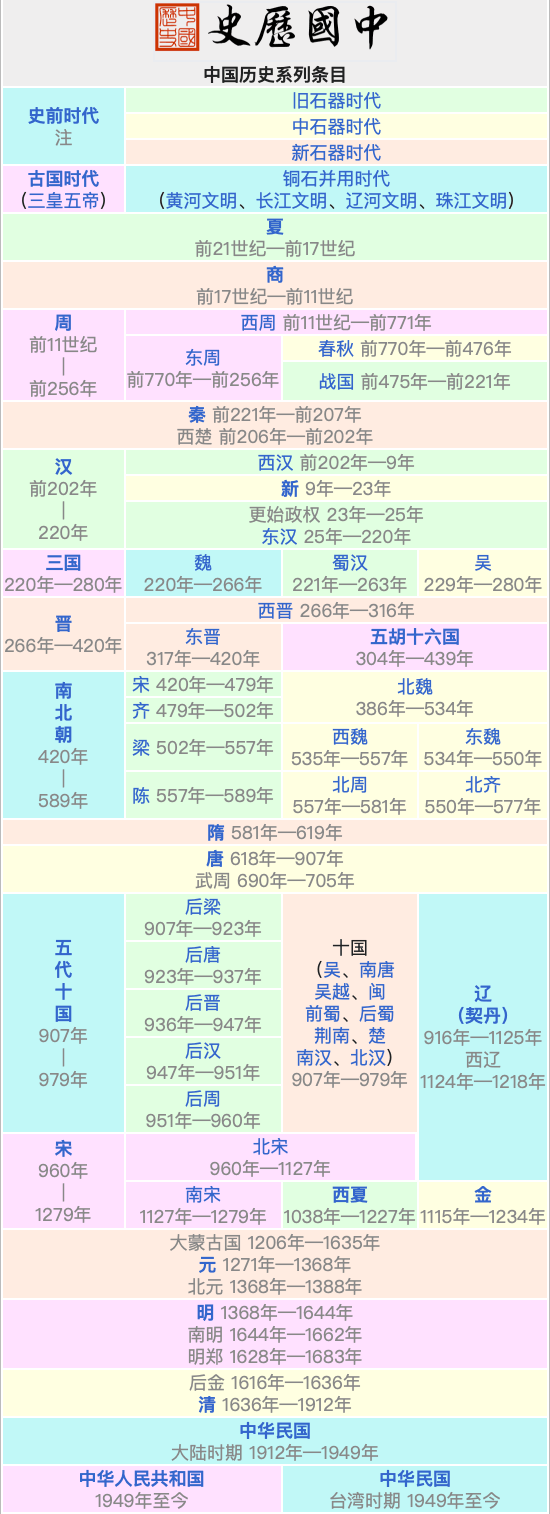 中國歷史
中國歷史
中国历史系列条目
史前时代
注
旧石器时代
中石器时代
新石器时代
古国时代
（三皇五帝）
铜石并用时代
（黄河文明、长江文明、辽河文明、珠江文明）
夏
前21世纪—前17世纪
商
前17世纪—前11世纪
周
前11世纪
|
前256年
西周 前11世纪—前771年
东周
前770年—前256年
春秋 前770年—前476年
战国 前475年—前221年
秦 前221年—前207年
西楚 前206年—前202年
汉
前202年
|
220年
西汉 前202年—9年
新 9年—23年
更始政权 23年—25年
东汉 25年—220年
三国
220年—280年
魏
220年—266年
蜀汉
221年—263年
吴
229年—280年
晋
266年—420年
西晋 266年—316年
东晋
317年—420年
五胡十六国
304年—439年
南
北
朝
420年
|
589年
宋 420年—479年
齐 479年—502年
梁 502年—557年
陈 557年—589年
北魏
386年—534年
西魏
535年—557年
东魏
534年—550年
北周
557年—581年
北齐
550年—577年
隋 581年—619年
唐 618年—907年
武周 690年—705年
五
代
十
国
907年
|
979年
后梁
907年—923年
后唐
923年—937年
后晋
936年—947年
后汉
947年—951年
后周
951年—960年
十国
（吴、南唐
吴越、闽
前蜀、后蜀
荆南、楚
南汉、北汉）
907年—979年
辽
（契丹）
916年—1125年
西辽
1124年—1218年
宋
960年
|
1279年
北宋
960年—1127年
南宋
1127年—1279年
西夏
1038年—1227年
金
1115年—1234年
大蒙古国 1206年—1635年
元 1271年—1368年
北元 1368年—1388年
明 1368年—1644年
南明 1644年—1662年
明郑 1628年—1683年
后金 1616年—1636年
清 1636年—1912年
中华民国
大陆时期 1912年—1949年
中华人民共和国
1949年至今
中华民国
台湾时期 1949年至今